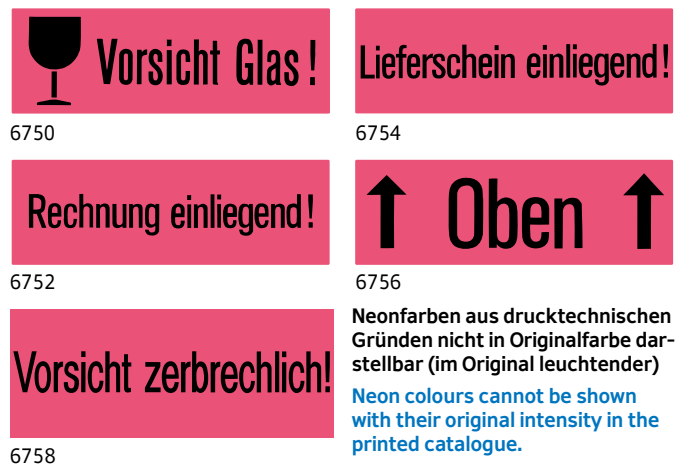 Vorsicht Glas!
6750
Lieferschein einliegend!
6754
Rechnung einliegend!
6752
Oben
6756
Vorsicht zerbrechlich!
6758
Neonfarben aus drucktechnischen
Gründen nicht in Originalfarbe dar-
stellbar (im Original leuchtender)
Neon colours cannot be shown
with their original intensity in the
printed catalogue.